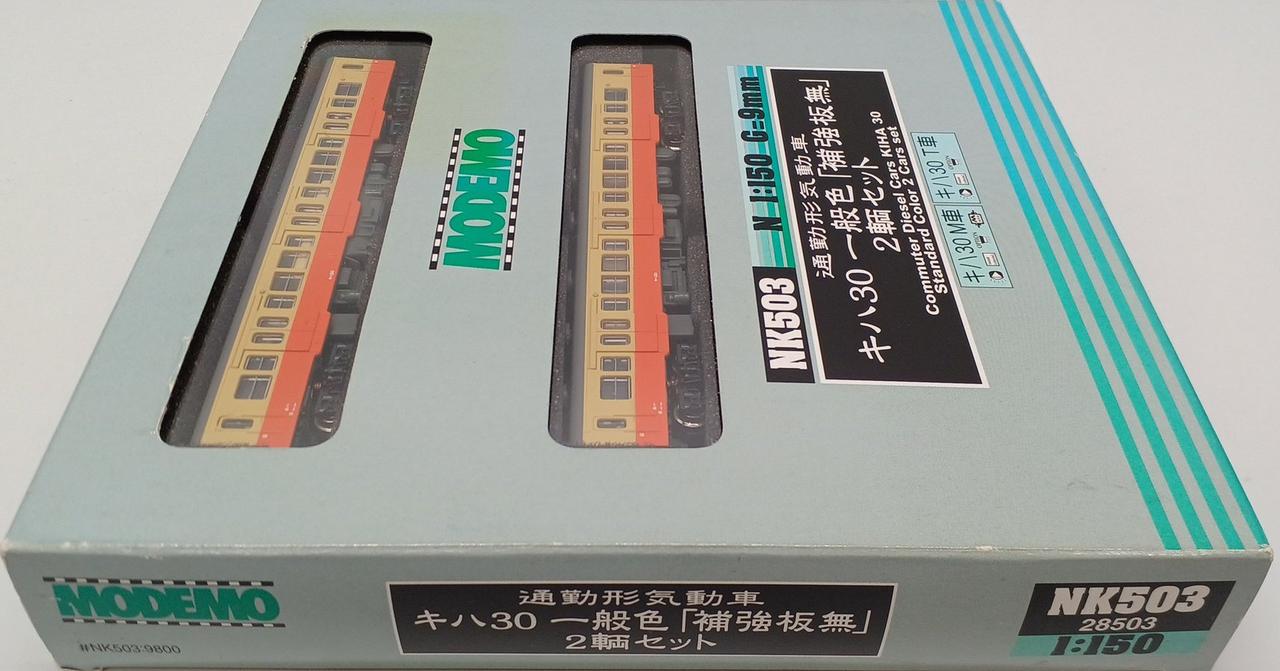 MODEMO
N 1:150 G=9mm
NK503
通勤形気動車
キハ30 一般色「補強板無」
2輌セット
Commuter Diesel Cars KIHA 30
Standard Color 2 Cars set
キハ30M車
キハ30T車
MODEMO
#NK503:9800
通勤形気動車
キハ30 一般色「補強板無」
2輌セット
NK503
28503
1:150